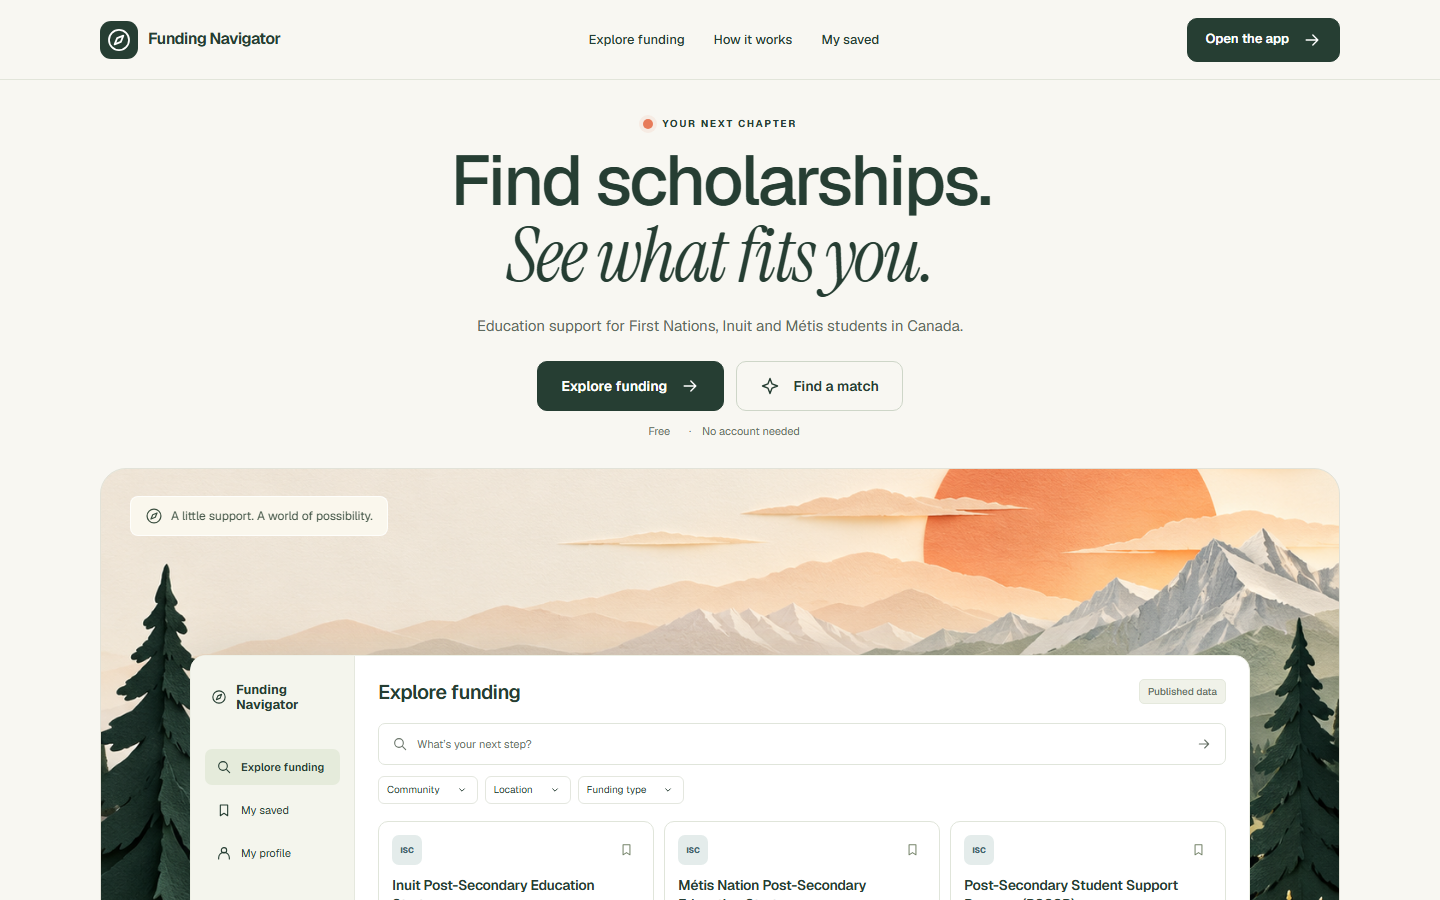 Funding Navigator
Explore funding
How it works
My saved
Open the app
YOUR NEXT CHAPTER
Find scholarships.
See what fits you.
Education support for First Nations, Inuit and Métis students in Canada.
Explore funding
Find a match
Free · No account needed
A little support. A world of possibility.
Funding
Navigator
Explore funding
My saved
My profile
Explore funding
Published data
What's your next step?
Community
Location
Funding type
ISC
Inuit Post-Secondary Education
ISC
Métis Nation Post-Secondary
ISC
Post-Secondary Student Support